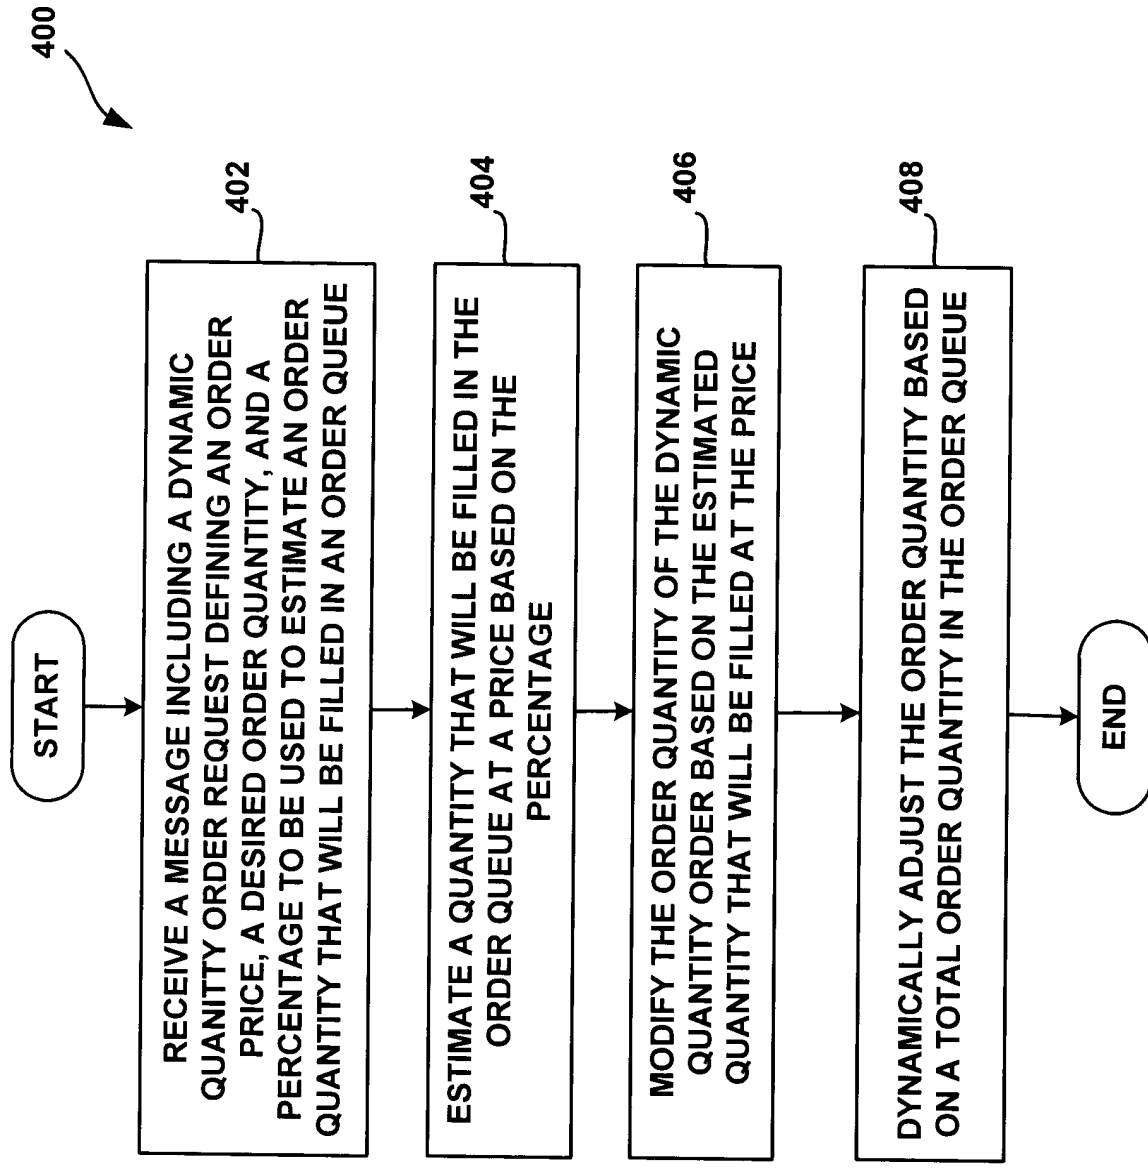 400
START
402
RECEIVE A MESSAGE INCLUDING A DYNAMIC
QUANITY ORDER REQUEST DEFINING AN ORDER
PRICE, A DESIRED ORDER QUANTITY, AND A
PERCENTAGE TO BE USED TO ESTIMATE AN ORDER
QUANTITY THAT WILL BE FILLED IN AN ORDER QUEUE
404
ESTIMATE A QUANTITY THAT WILL BE FILLED IN THE
ORDER QUEUE AT A PRICE BASED ON THE
PERCENTAGE
406
MODIFY THE ORDER QUANTITY OF THE DYNAMIC
QUANTITY ORDER BASED ON THE ESTIMATED
QUANTITY THAT WILL BE FILLED AT THE PRICE
408
DYNAMICALLY ADJUST THE ORDER QUANTITY BASED
ON A TOTAL ORDER QUANTITY IN THE ORDER QUEUE
END